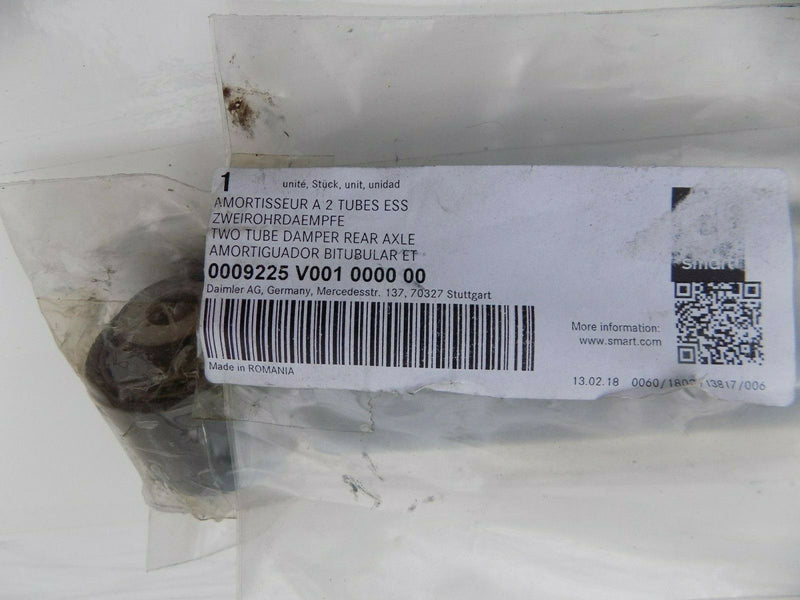 1 unité, Stück, unit, unidad
AMORTISSEUR A 2 TUBES ESS
ZWEIROHRDAEMPFE
TWO TUBE DAMPER REAR AXLE
AMORTIGUADOR BITUBULAR ET
0009225 V001 0000 00
Daimler AG, Germany, Mercedesstr. 137, 70327 Stuttgart
Made in ROMANIA
smart
More information:
www.smart.com
13.02.18